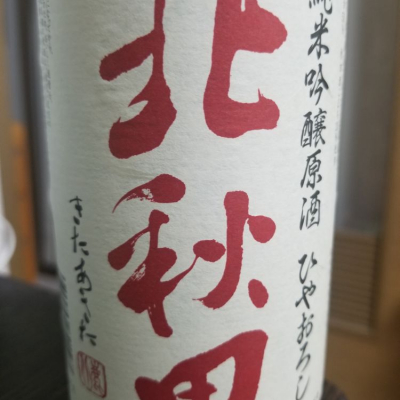 純米吟醸原酒 ひやおろし
北秋田
きたあきた